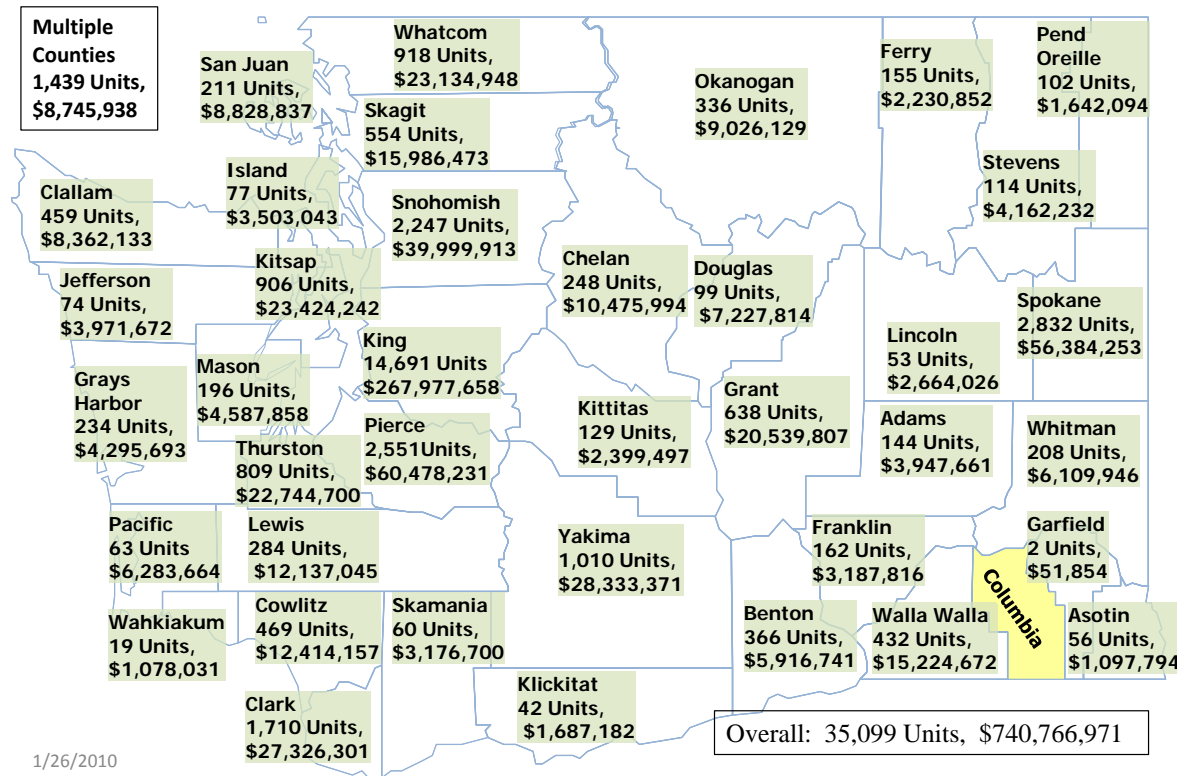 Multiple
Counties
1,439 Units,
$8,745,938
San Juan
211 Units,
$8,828,837
Whatcom
918 Units,
$23,134,948
Skagit
554 Units,
$15,986,473
Okanogan
336 Units,
$9,026,129
Ferry
155 Units,
$2,230,852
Pend
Oreille
102 Units,
$1,642,094
Stevens
114 Units,
$4,162,232
Clallam
459 Units,
$8,362,133
Island
77 Units,
$3,503,043
Snohomish
2,247 Units,
$39,999,913
Jefferson
74 Units,
$3,971,672
Kitsap
906 Units,
$23,424,242
Chelan
248 Units,
$10,475,994
Douglas
99 Units,
$7,227,814
Spokane
2,832 Units,
$56,384,253
Lincoln
53 Units,
$2,664,026
King
14,691 Units
$267,977,658
Mason
196 Units,
$4,587,858
Grays
Harbor
234 Units,
$4,295,693
Kittitas
129 Units,
$2,399,497
Grant
638 Units,
$20,539,807
Adams
144 Units,
$3,947,661
Whitman
208 Units,
$6,109,946
Thurston
809 Units,
$22,744,700
Pierce
2,551Units,
$60,478,231
Pacific
63 Units
$6,283,664
Lewis
284 Units,
$12,137,045
Yakima
1,010 Units,
$28,333,371
Franklin
162 Units,
$3,187,816
Garfield
2 Units,
$51,854
Columbia
Wahkiakum
19 Units,
$1,078,031
Cowlitz
469 Units,
$12,414,157
Skamania
60 Units,
$3,176,700
Benton
366 Units,
$5,916,741
Walla Walla
432 Units,
$15,224,672
Asotin
56 Units,
$1,097,794
Clark
1,710 Units,
$27,326,301
Klickitat
42 Units,
$1,687,182
Overall: 35,099 Units, $740,766,971
1/26/2010